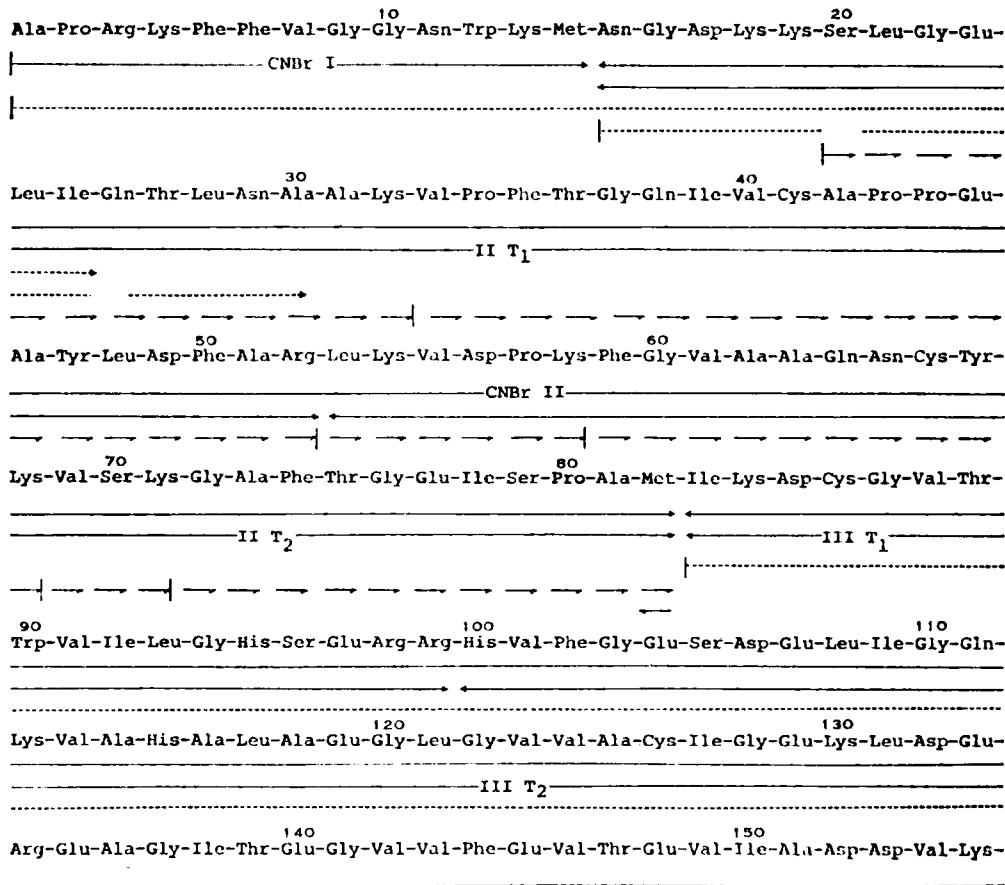 10 20
Ala-Pro-Arg-Lys-Phe-Phe-Val-Gly-Gly-Asn-Trp-Lys-Met-Asn-Gly-Asp-Lys-Lys-Ser-Leu-Gly-Glu-
CNBr I
30 40
Leu-Ile-Gln-Thr-Leu-Asn-Ala-Ala-Lys-Val-Pro-Phe-Thr-Gly-Gln-Ile-Val-Cys-Ala-Pro-Pro-Glu-
II T1
50 60
Ala-Tyr-Leu-Asp-Phe-Ala-Arg-Leu-Lys-Val-Asp-Pro-Lys-Phe-Gly-Val-Ala-Ala-Gln-Asn-Cys-Tyr-
CNBr II
70 80
Lys-Val-Ser-Lys-Gly-Ala-Phe-Thr-Gly-Glu-Ile-Ser-Pro-Ala-Met-Ile-Lys-Asp-Cys-Gly-Val-Thr-
II T2 III T1
90 100 110
Trp-Val-Ile-Leu-Gly-His-Ser-Glu-Arg-Arg-His-Val-Phe-Gly-Glu-Ser-Asp-Glu-Leu-Ile-Gly-Gln-
120 130
Lys-Val-Ala-His-Ala-Leu-Ala-Glu-Gly-Leu-Gly-Val-Val-Ala-Cys-Ile-Gly-Glu-Lys-Leu-Asp-Glu-
III T2
140 150
Arg-Glu-Ala-Gly-Ile-Thr-Glu-Gly-Val-Val-Phe-Glu-Val-Thr-Glu-Val-Ile-Ala-Asp-Asp-Val-Lys-